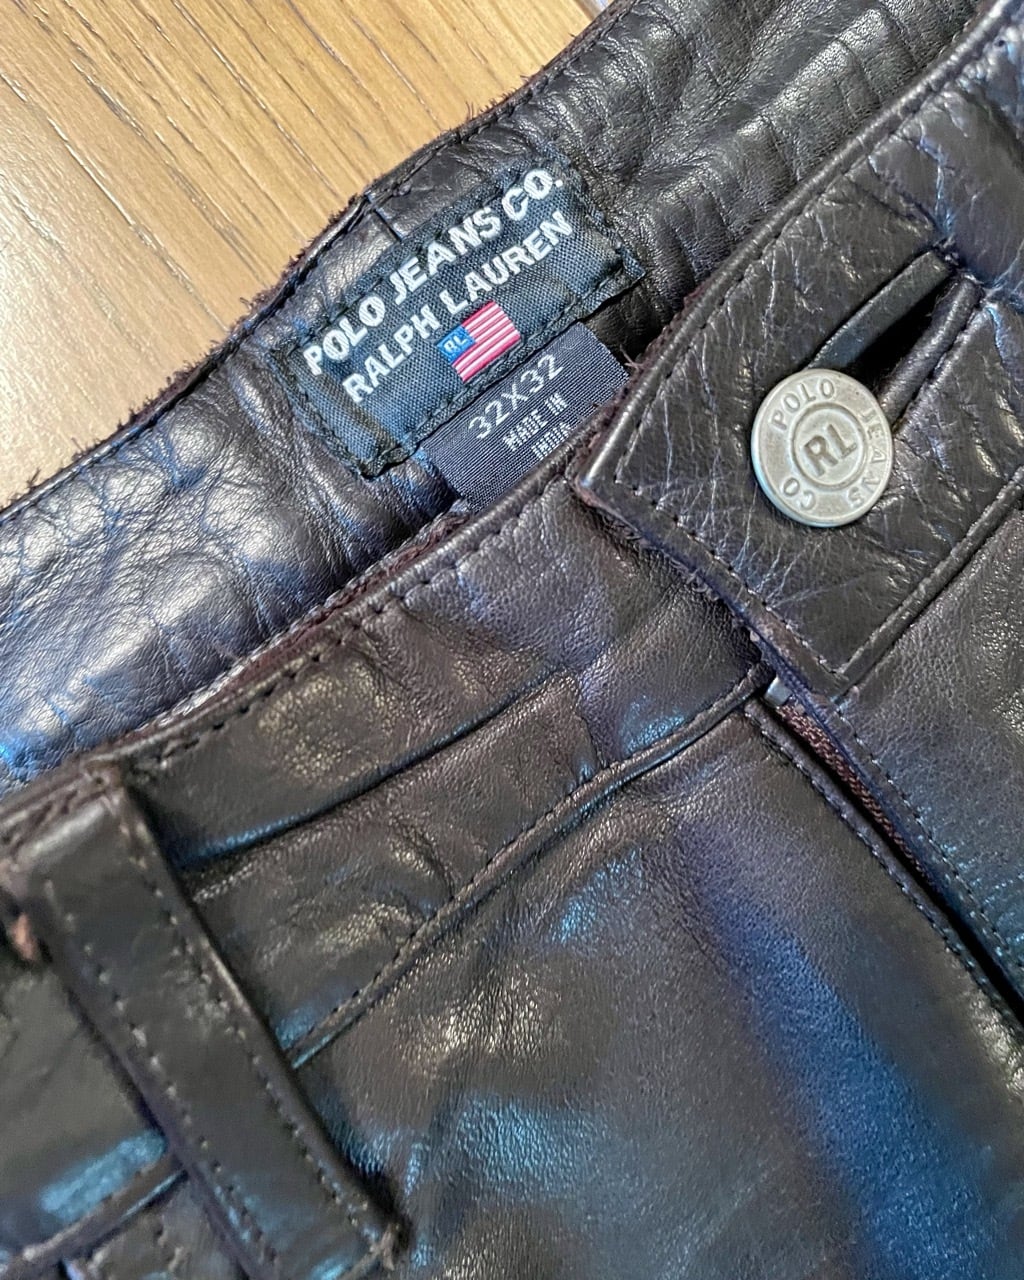 POLO JEANS CO.
RALPH LAUREN
RL
32X32
MADE IN
INDIA
POLO JEANS CO
RL